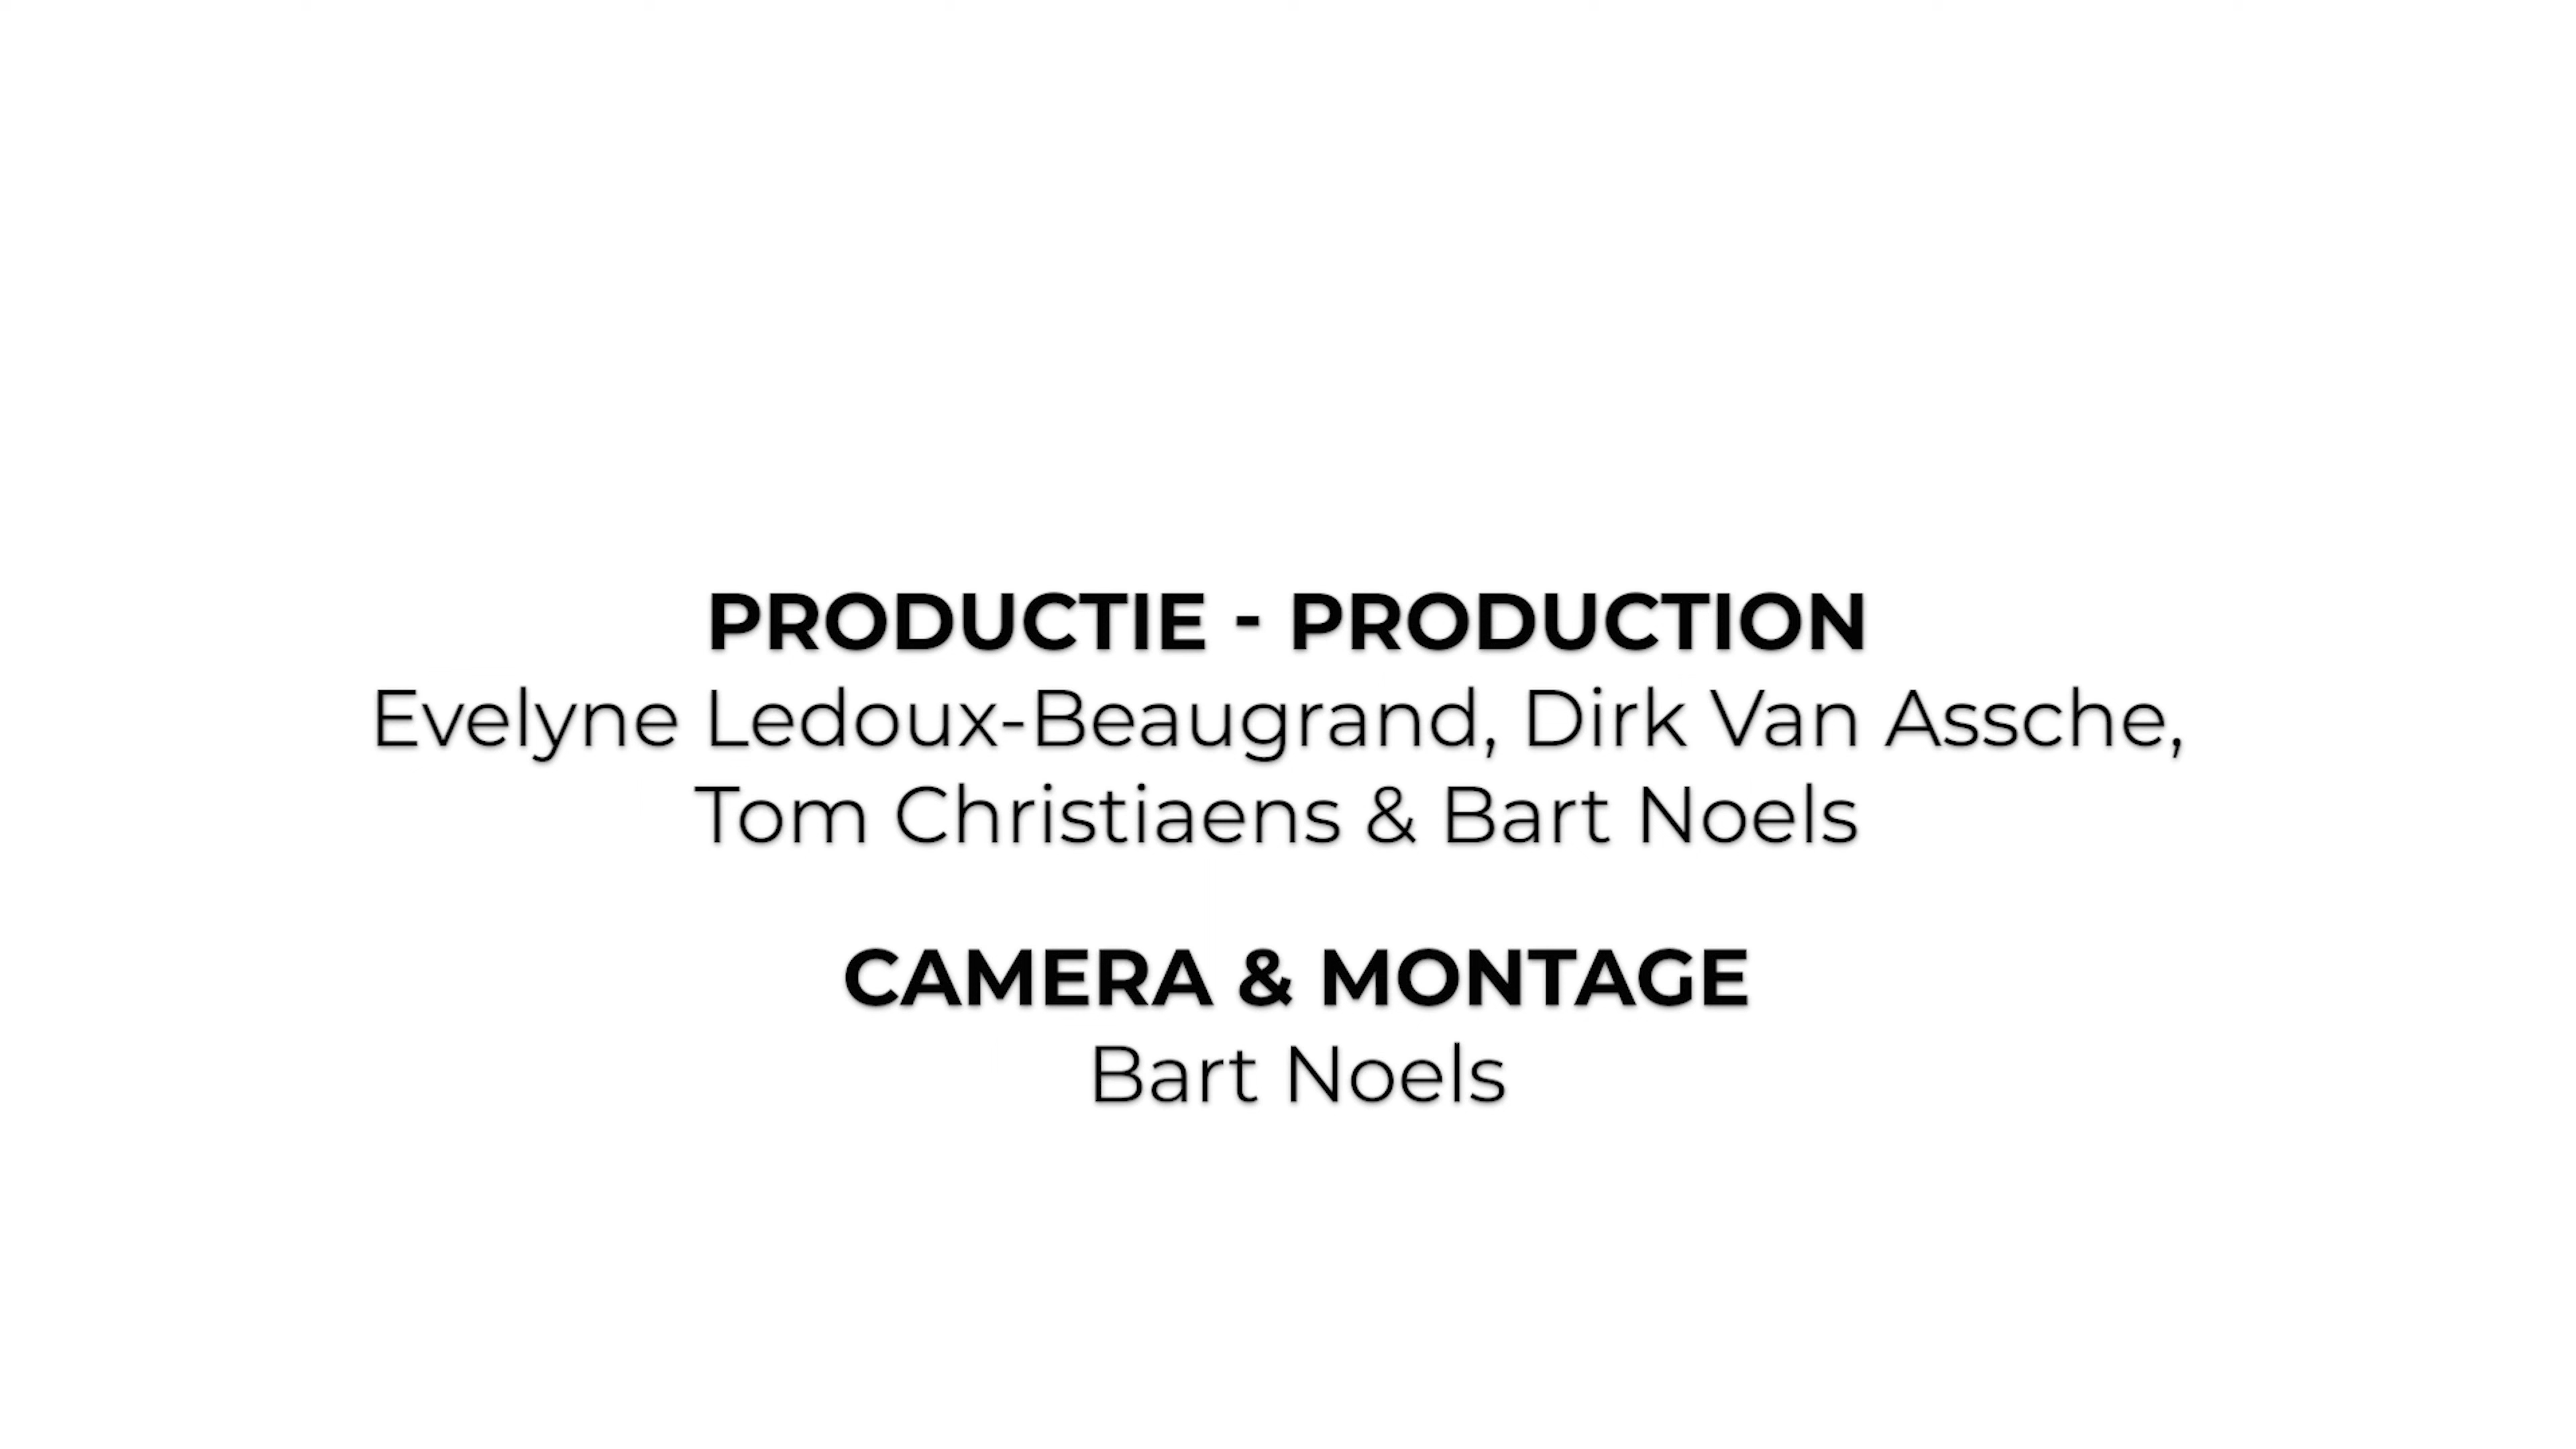 PRODUCTIE - PRODUCTION
Evelyne Ledoux-Beaugrand, Dirk Van Assche,
Tom Christiaens & Bart Noels
CAMERA & MONTAGE
Bart Noels